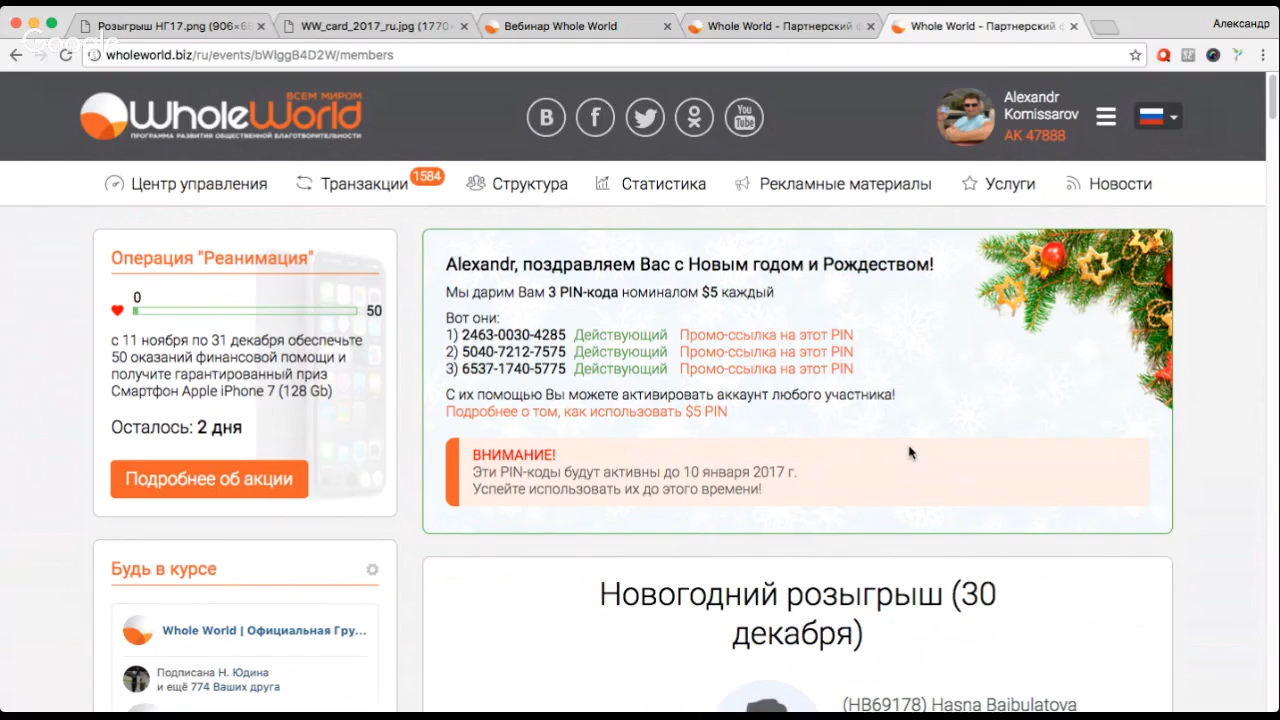 Розыгрыш НГ17.png (906×68
WW_card_2017_ru.jpg (1770×
Вебинар Whole World
Whole World - Партнерский ф
Whole World - Партнерский ф
Александр
Google
wholeworld.biz/ru/events/bWlggB4D2W/members
ВСЕМ МИРОМ
WholeWorld
ПРОГРАММА РАЗВИТИЯ ОБЩЕСТВЕННОЙ БЛАГОТВОРИТЕЛЬНОСТИ
B
f
You
Tube
Alexandr
Komissarov
AK 47888
Центр управления
Транзакции
1584
Структура
Статистика
Рекламные материалы
Услуги
Новости
Операция "Реанимация"
0
50
с 11 ноября по 31 декабря обеспечьте
50 оказаний финансовой помощи и
получите гарантированный приз
Смартфон Apple iPhone 7 (128 Gb)
Осталось: 2 дня
Подробнее об акции
Alexandr, поздравляем Вас с Новым годом и Рождеством!
Мы дарим Вам 3 PIN-кода номиналом $5 каждый
Вот они:
1) 2463-0030-4285 Действующий Промо-ссылка на этот PIN
2) 5040-7212-7575 Действующий Промо-ссылка на этот PIN
3) 6537-1740-5775 Действующий Промо-ссылка на этот PIN
С их помощью Вы можете активировать аккаунт любого участника!
Подробнее о том, как использовать $5 PIN
ВНИМАНИЕ!
Эти PIN-коды будут активны до 10 января 2017 г.
Успейте использовать их до этого времени!
Будь в курсе
Whole World | Официальная Гру...
Подписана Н. Юдина
и ещё 774 Ваших друга
Новогодний розыгрыш (30
декабря)
(HB69178) Hasna Baibulatova